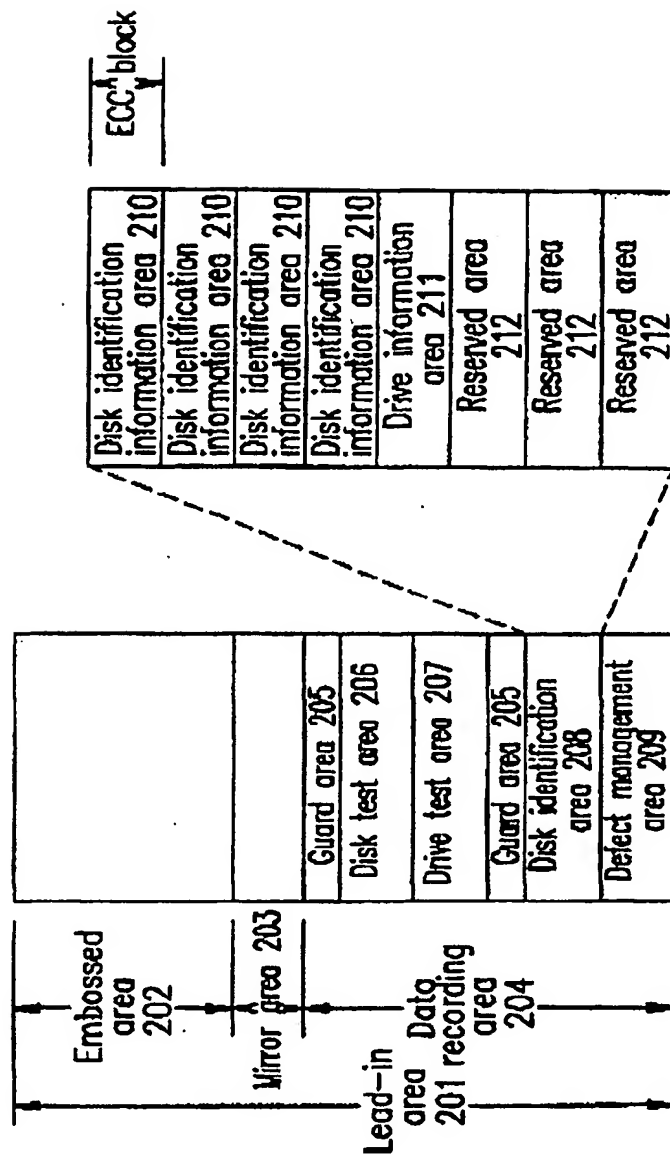 Embossed
area
202
Mirror area 203
Data
recording
area
204
Lead-in
area
201
Guard area 205
Disk test area 206
Drive test area 207
Guard area 205
Disk identification
area 208
Defect management
area 209
ECC block
Disk identification
information area 210
Disk identification
information area 210
Disk identification
information area 210
Disk identification
information area 210
Drive information
area 211
Reserved area
212
Reserved area
212
Reserved area
212